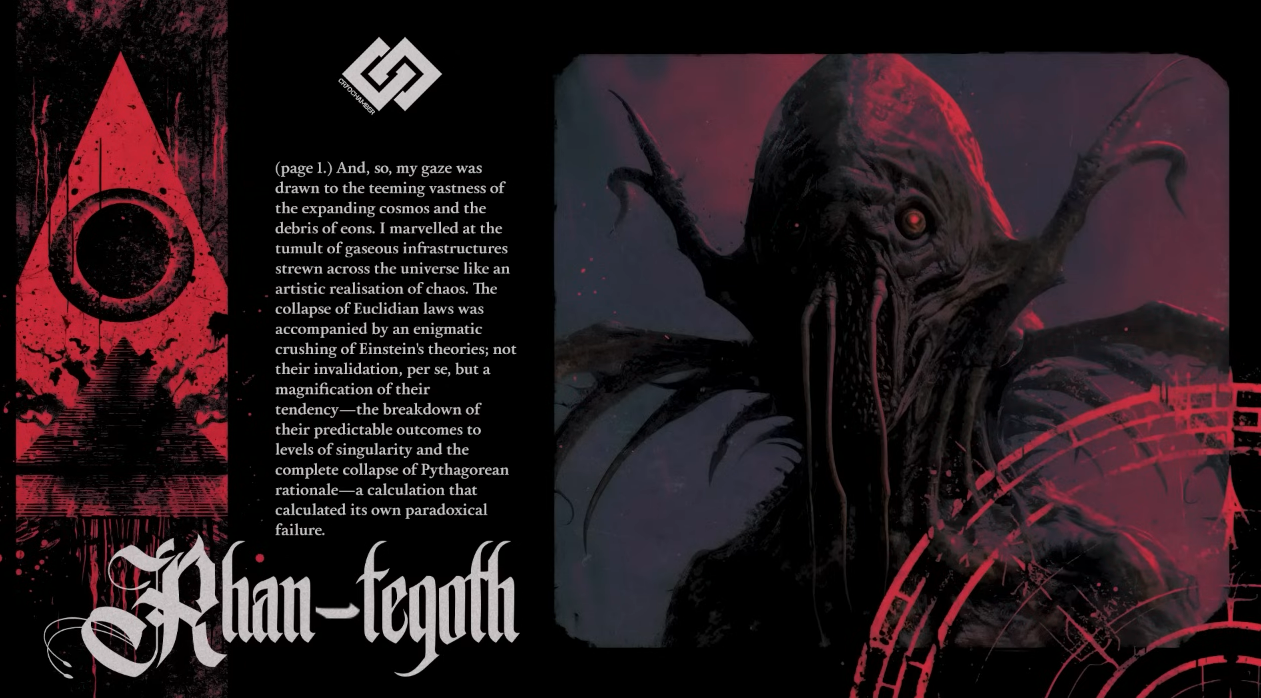 CRYOCHAMBER
(page 1.) And, so, my gaze was
drawn to the teeming vastness of
the expanding cosmos and the
debris of eons. I marvelled at the
tumult of gaseous infrastructures
strewn across the universe like an
artistic realisation of chaos. The
collapse of Euclidian laws was
accompanied by an enigmatic
crushing of Einstein's theories; not
their invalidation, per se, but a
magnification of their
tendency—the breakdown of
their predictable outcomes to
levels of singularity and the
complete collapse of Pythagorean
rationale—a calculation that
calculated its own paradoxical
failure.
Rhan-tegoth